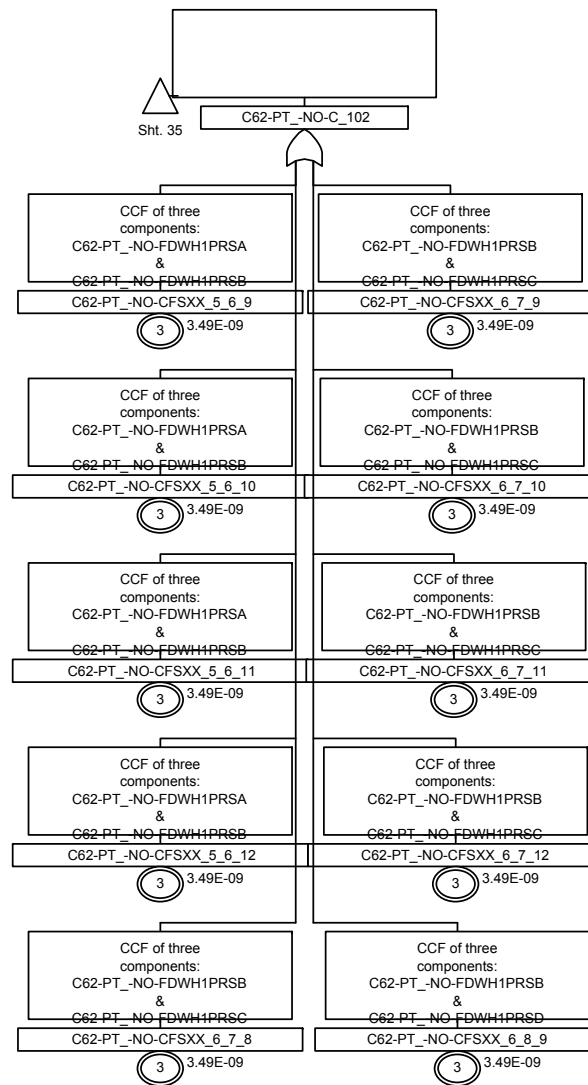 C62-PT_-NO-C_102
Sht. 35
CCF of three
components:
C62-PT_-NO-FDWH1PRSA
&
C62-PT_-NO-FDWH1PRSB
C62-PT_-NO-CFSXX_5_6_9
3
3.49E-09
CCF of three
components:
C62-PT_-NO-FDWH1PRSB
&
C62-PT_-NO-FDWH1PRSC
C62-PT_-NO-CFSXX_6_7_9
3
3.49E-09
CCF of three
components:
C62-PT_-NO-FDWH1PRSA
&
C62-PT_-NO-FDWH1PRSB
C62-PT_-NO-CFSXX_5_6_10
3
3.49E-09
CCF of three
components:
C62-PT_-NO-FDWH1PRSB
&
C62-PT_-NO-FDWH1PRSC
C62-PT_-NO-CFSXX_6_7_10
3
3.49E-09
CCF of three
components:
C62-PT_-NO-FDWH1PRSA
&
C62-PT_-NO-FDWH1PRSB
C62-PT_-NO-CFSXX_5_6_11
3
3.49E-09
CCF of three
components:
C62-PT_-NO-FDWH1PRSB
&
C62-PT_-NO-FDWH1PRSC
C62-PT_-NO-CFSXX_6_7_11
3
3.49E-09
CCF of three
components:
C62-PT_-NO-FDWH1PRSA
&
C62-PT_-NO-FDWH1PRSB
C62-PT_-NO-CFSXX_5_6_12
3
3.49E-09
CCF of three
components:
C62-PT_-NO-FDWH1PRSB
&
C62-PT_-NO-FDWH1PRSC
C62-PT_-NO-CFSXX_6_7_12
3
3.49E-09
CCF of three
components:
C62-PT_-NO-FDWH1PRSB
&
C62-PT_-NO-FDWH1PRSC
C62-PT_-NO-CFSXX_6_7_8
3
3.49E-09
CCF of three
components:
C62-PT_-NO-FDWH1PRSB
&
C62-PT_-NO-FDWH1PRSD
C62-PT_-NO-CFSXX_6_8_9
3
3.49E-09